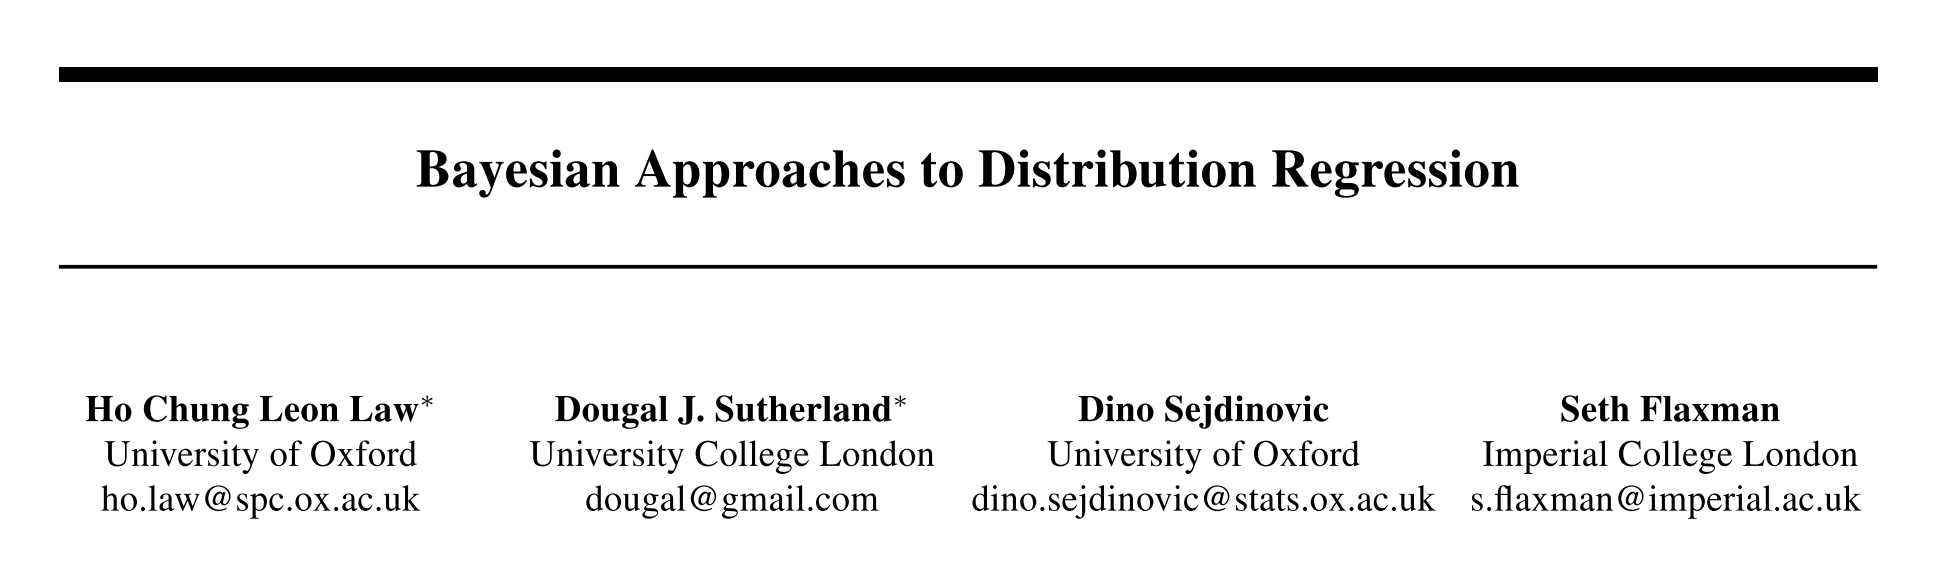 Bayesian Approaches to Distribution Regression
Ho Chung Leon Law*
University of Oxford
ho.law@spc.ox.ac.uk
Dougal J. Sutherland*
University College London
dougal@gmail.com
Dino Sejdinovic
University of Oxford
dino.sejdinovic@stats.ox.ac.uk
Seth Flaxman
Imperial College London
s.flaxman@imperial.ac.uk